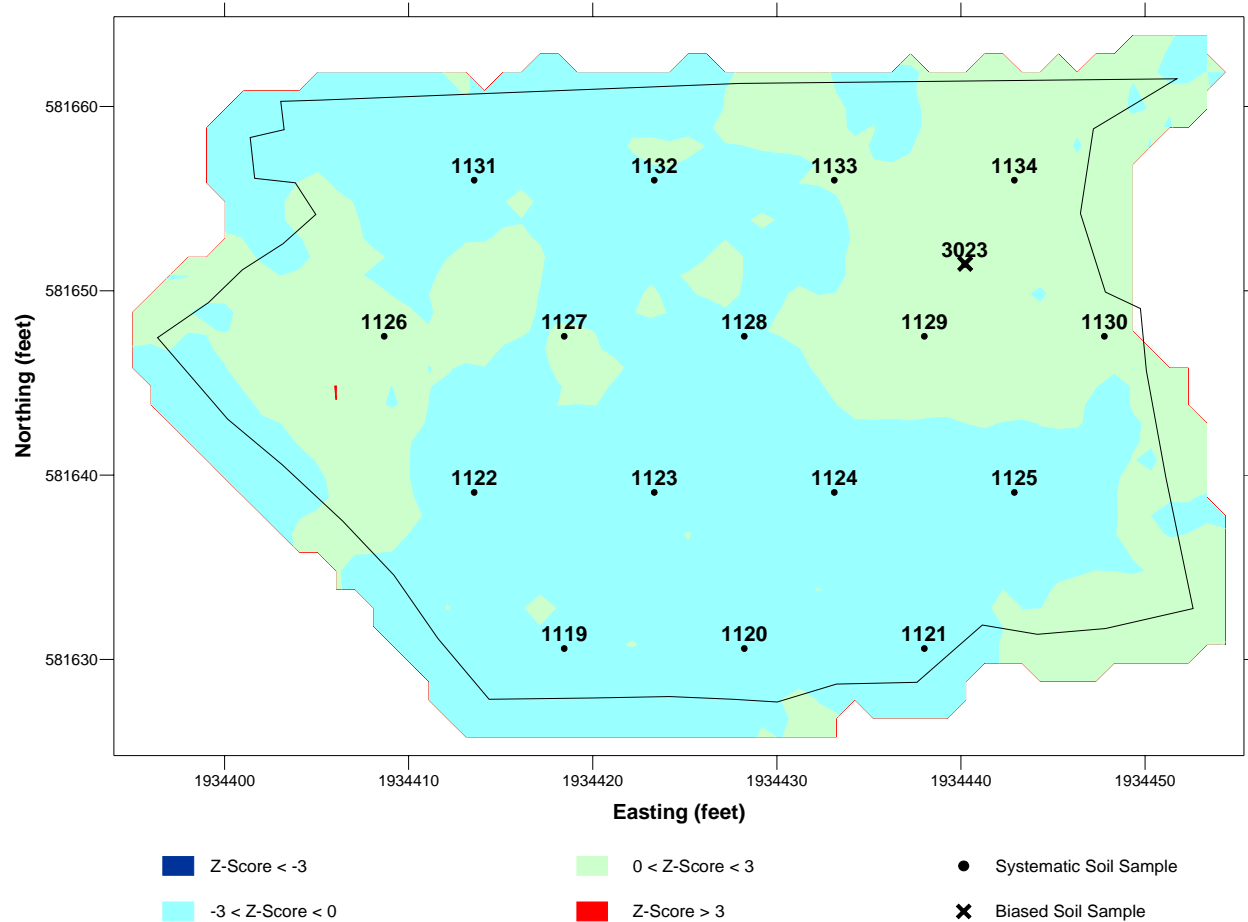 581660
1131 1132 1133 1134
3023
581650
1126 1127 1128 1129 1130
Northing (feet)
581640
1122 1123 1124 1125
581630
1119 1120 1121
1934400 1934410 1934420 1934430 1934440 1934450
Easting (feet)
Z-Score < -3 0 < Z-Score < 3 Systematic Soil Sample
-3 < Z-Score < 0 Z-Score > 3 Biased Soil Sample